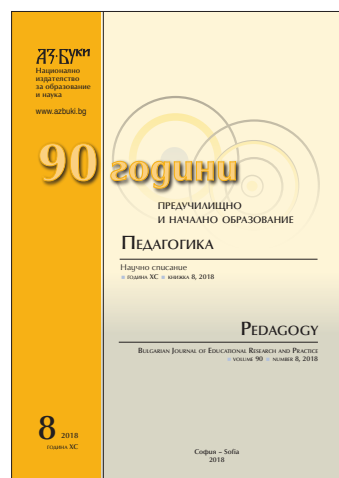 АЗ·БУКИ
Национално
издателство
за образование
и наука
www.azbuki.bg
90 години
ПРЕДУЧИЛИЩНО
И НАЧАЛНО ОБРАЗОВАНИЕ
ПЕДАГОГИКА
Научно списание
ГОДИНА XC КНИЖКА 8, 2018
PEDAGOGY
BULGARIAN JOURNAL OF EDUCATIONAL RESEARCH AND PRACTICE
VOLUME 90 NUMBER 8, 2018
8 2018
ГОДИНА XC
София – Sofia
2018